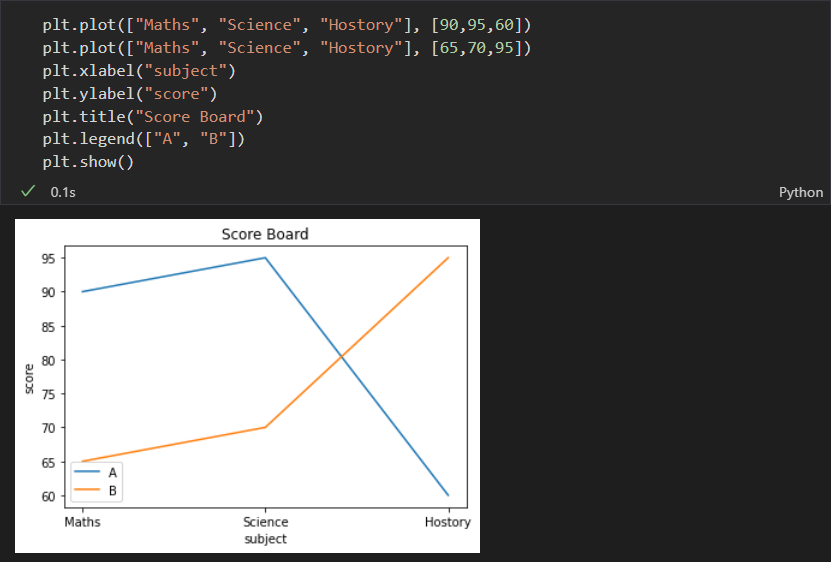 plt.plot(["Maths", "Science", "Hostory"], [90,95,60])
plt.plot(["Maths", "Science", "Hostory"], [65,70,95])
plt.xlabel("subject")
plt.ylabel("score")
plt.title("Score Board")
plt.legend(["A", "B"])
plt.show()
0.1s
Python
Score Board
95
90
85
80
75
70
65
60
score
A
B
Maths Science Hostory
subject